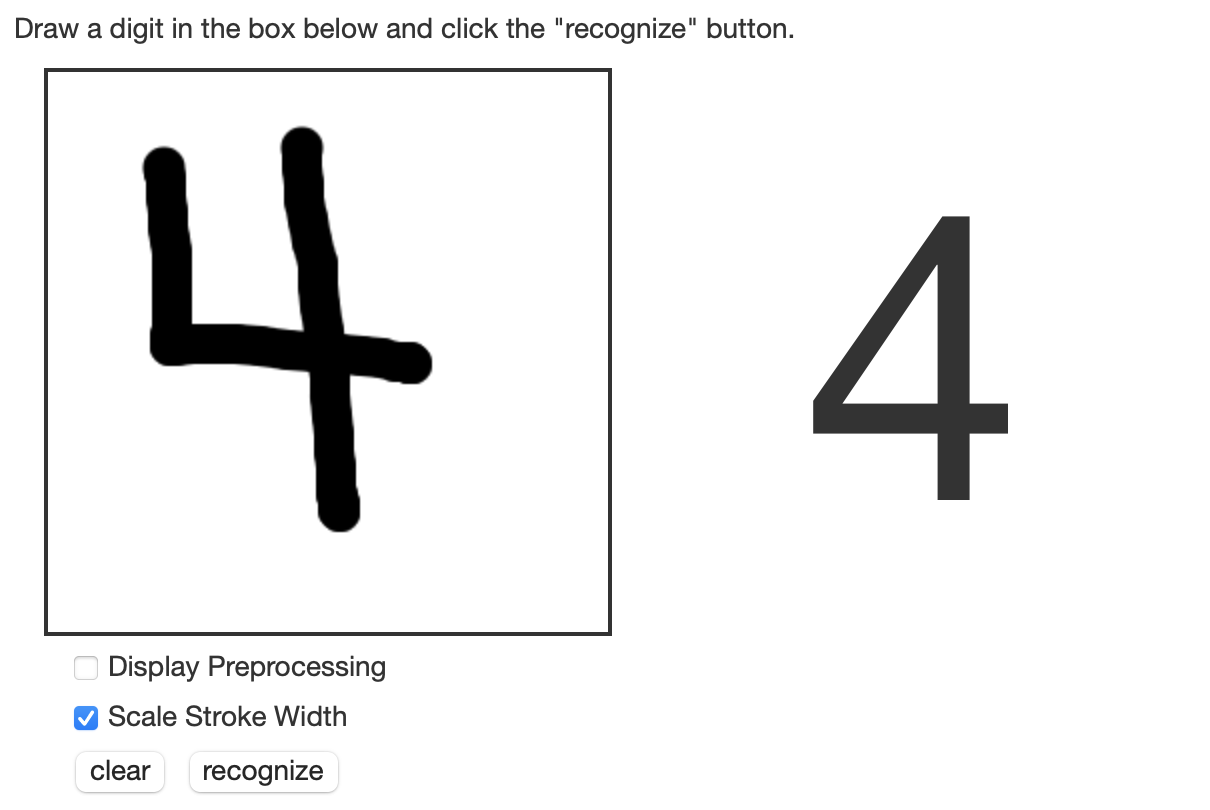 Draw a digit in the box below and click the "recognize" button.
4
4
Display Preprocessing
Scale Stroke Width
clear recognize